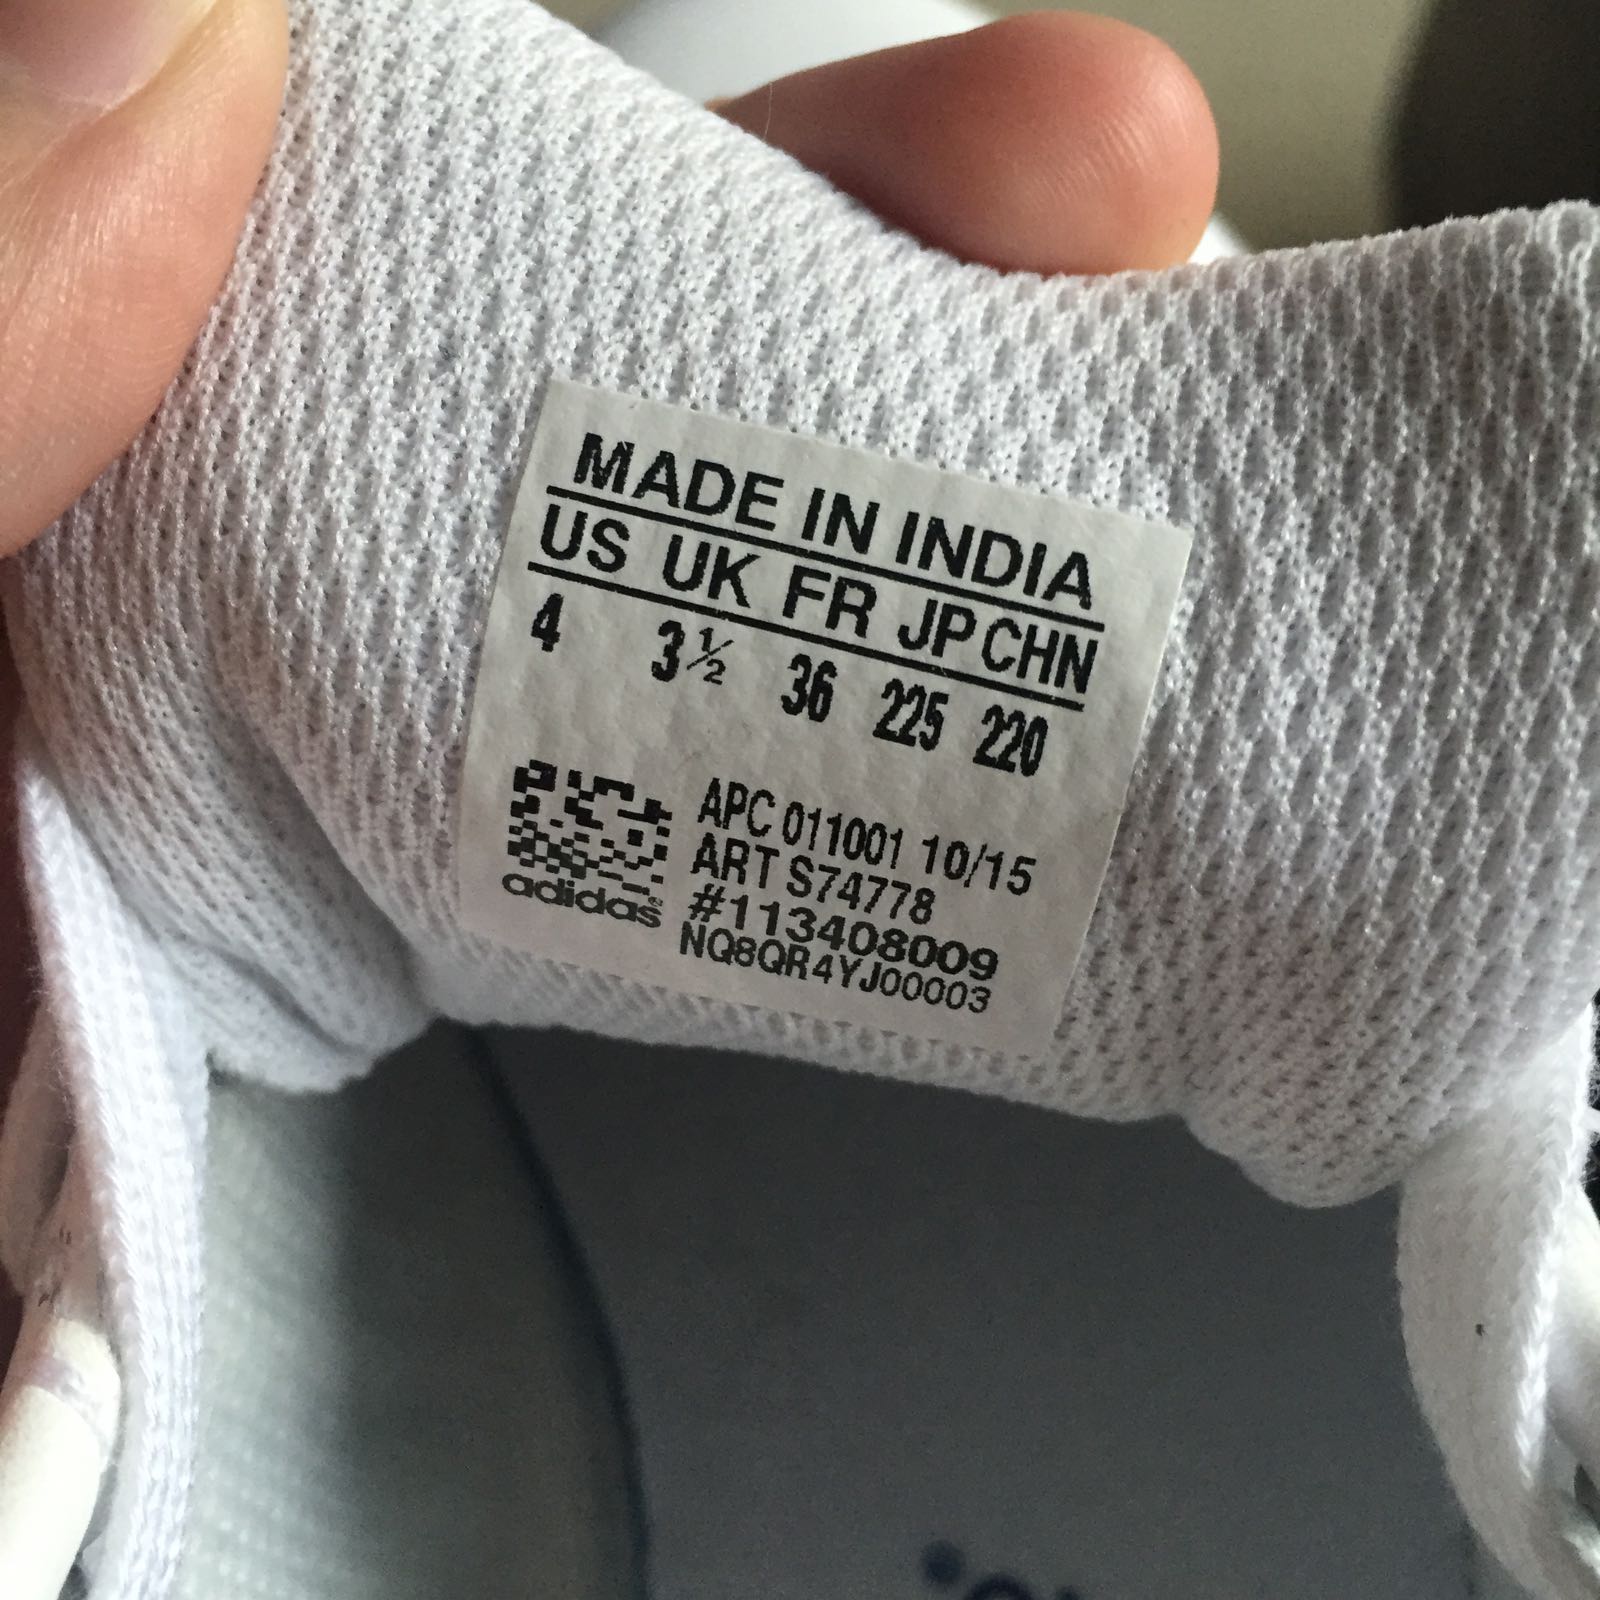 MADE IN INDIA
US UK FR JP CHN
4 3½ 36 225 220
APC 011001 10/15
ART S74778
#113408009
NQ8QR4YJ00003
adidas®